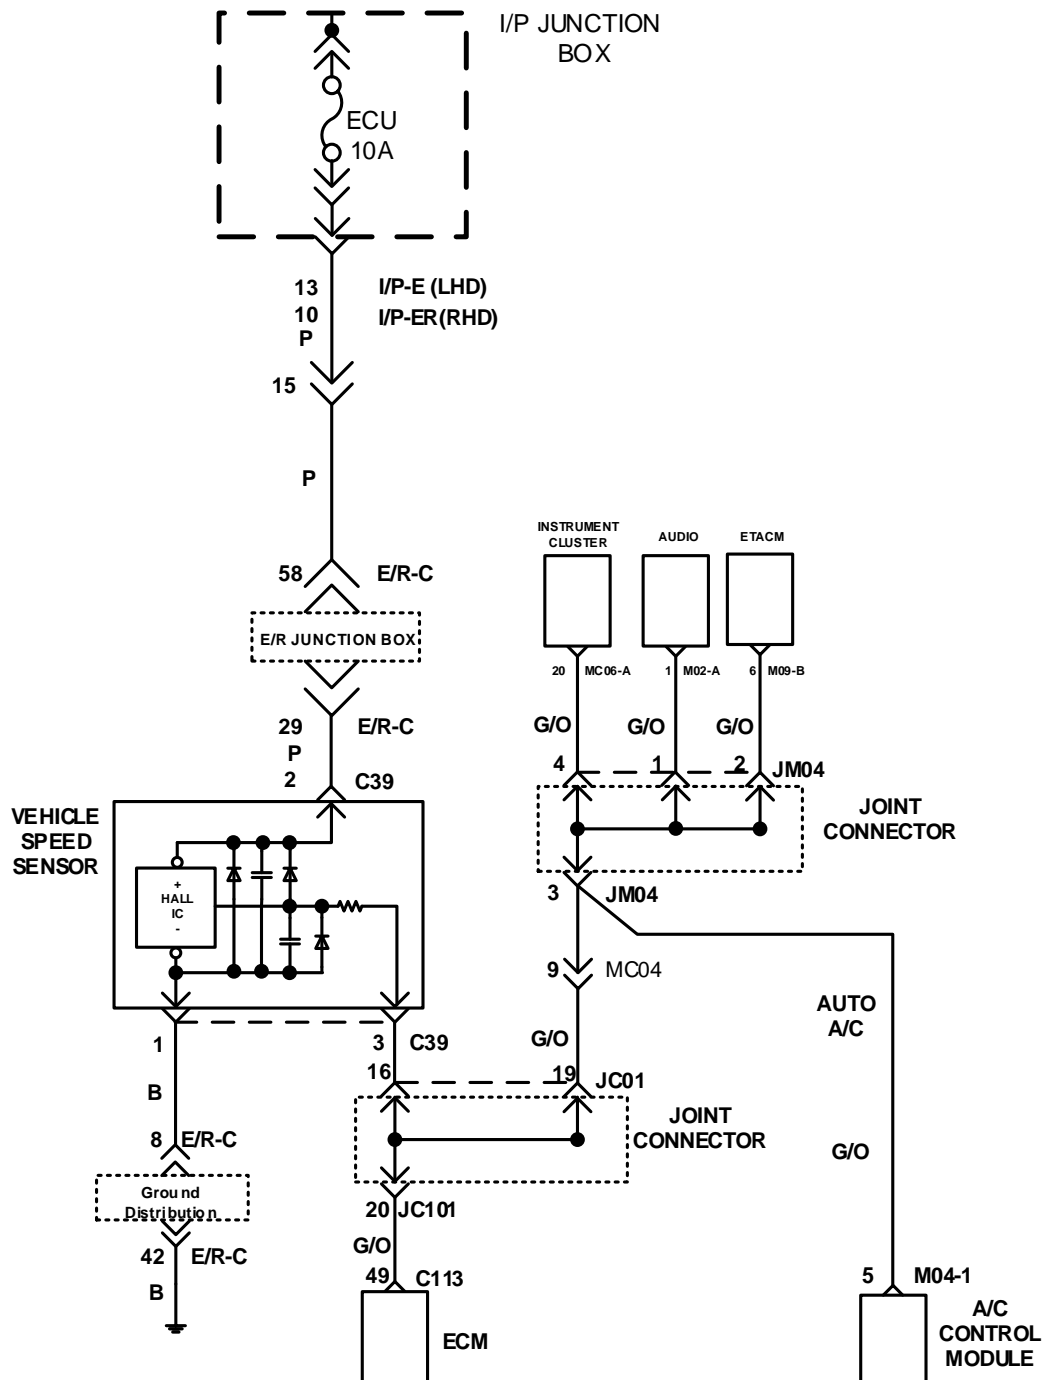 I/P JUNCTION
BOX
ECU
10A
13 I/P-E (LHD)
10 I/P-ER(RHD)
P
15
P
INSTRUMENT
CLUSTER
AUDIO
ETACM
58 E/R-C
E/R JUNCTION BOX
20 MC06-A
1 M02-A
6 M09-B
29 E/R-C
P
G/O
G/O
G/O
2 C39
4
1
2
JM04
VEHICLE
SPEED
SENSOR
JOINT
CONNECTOR
+
HALL
IC
-
3 JM04
9 MC04
AUTO
A/C
1
3 C39
G/O
16
19 JC01
B
JOINT
CONNECTOR
8 E/R-C
G/O
Ground
Distribution
20 JC101
42 E/R-C
G/O
49 C113
B
5 M04-1
ECM
A/C
CONTROL
MODULE